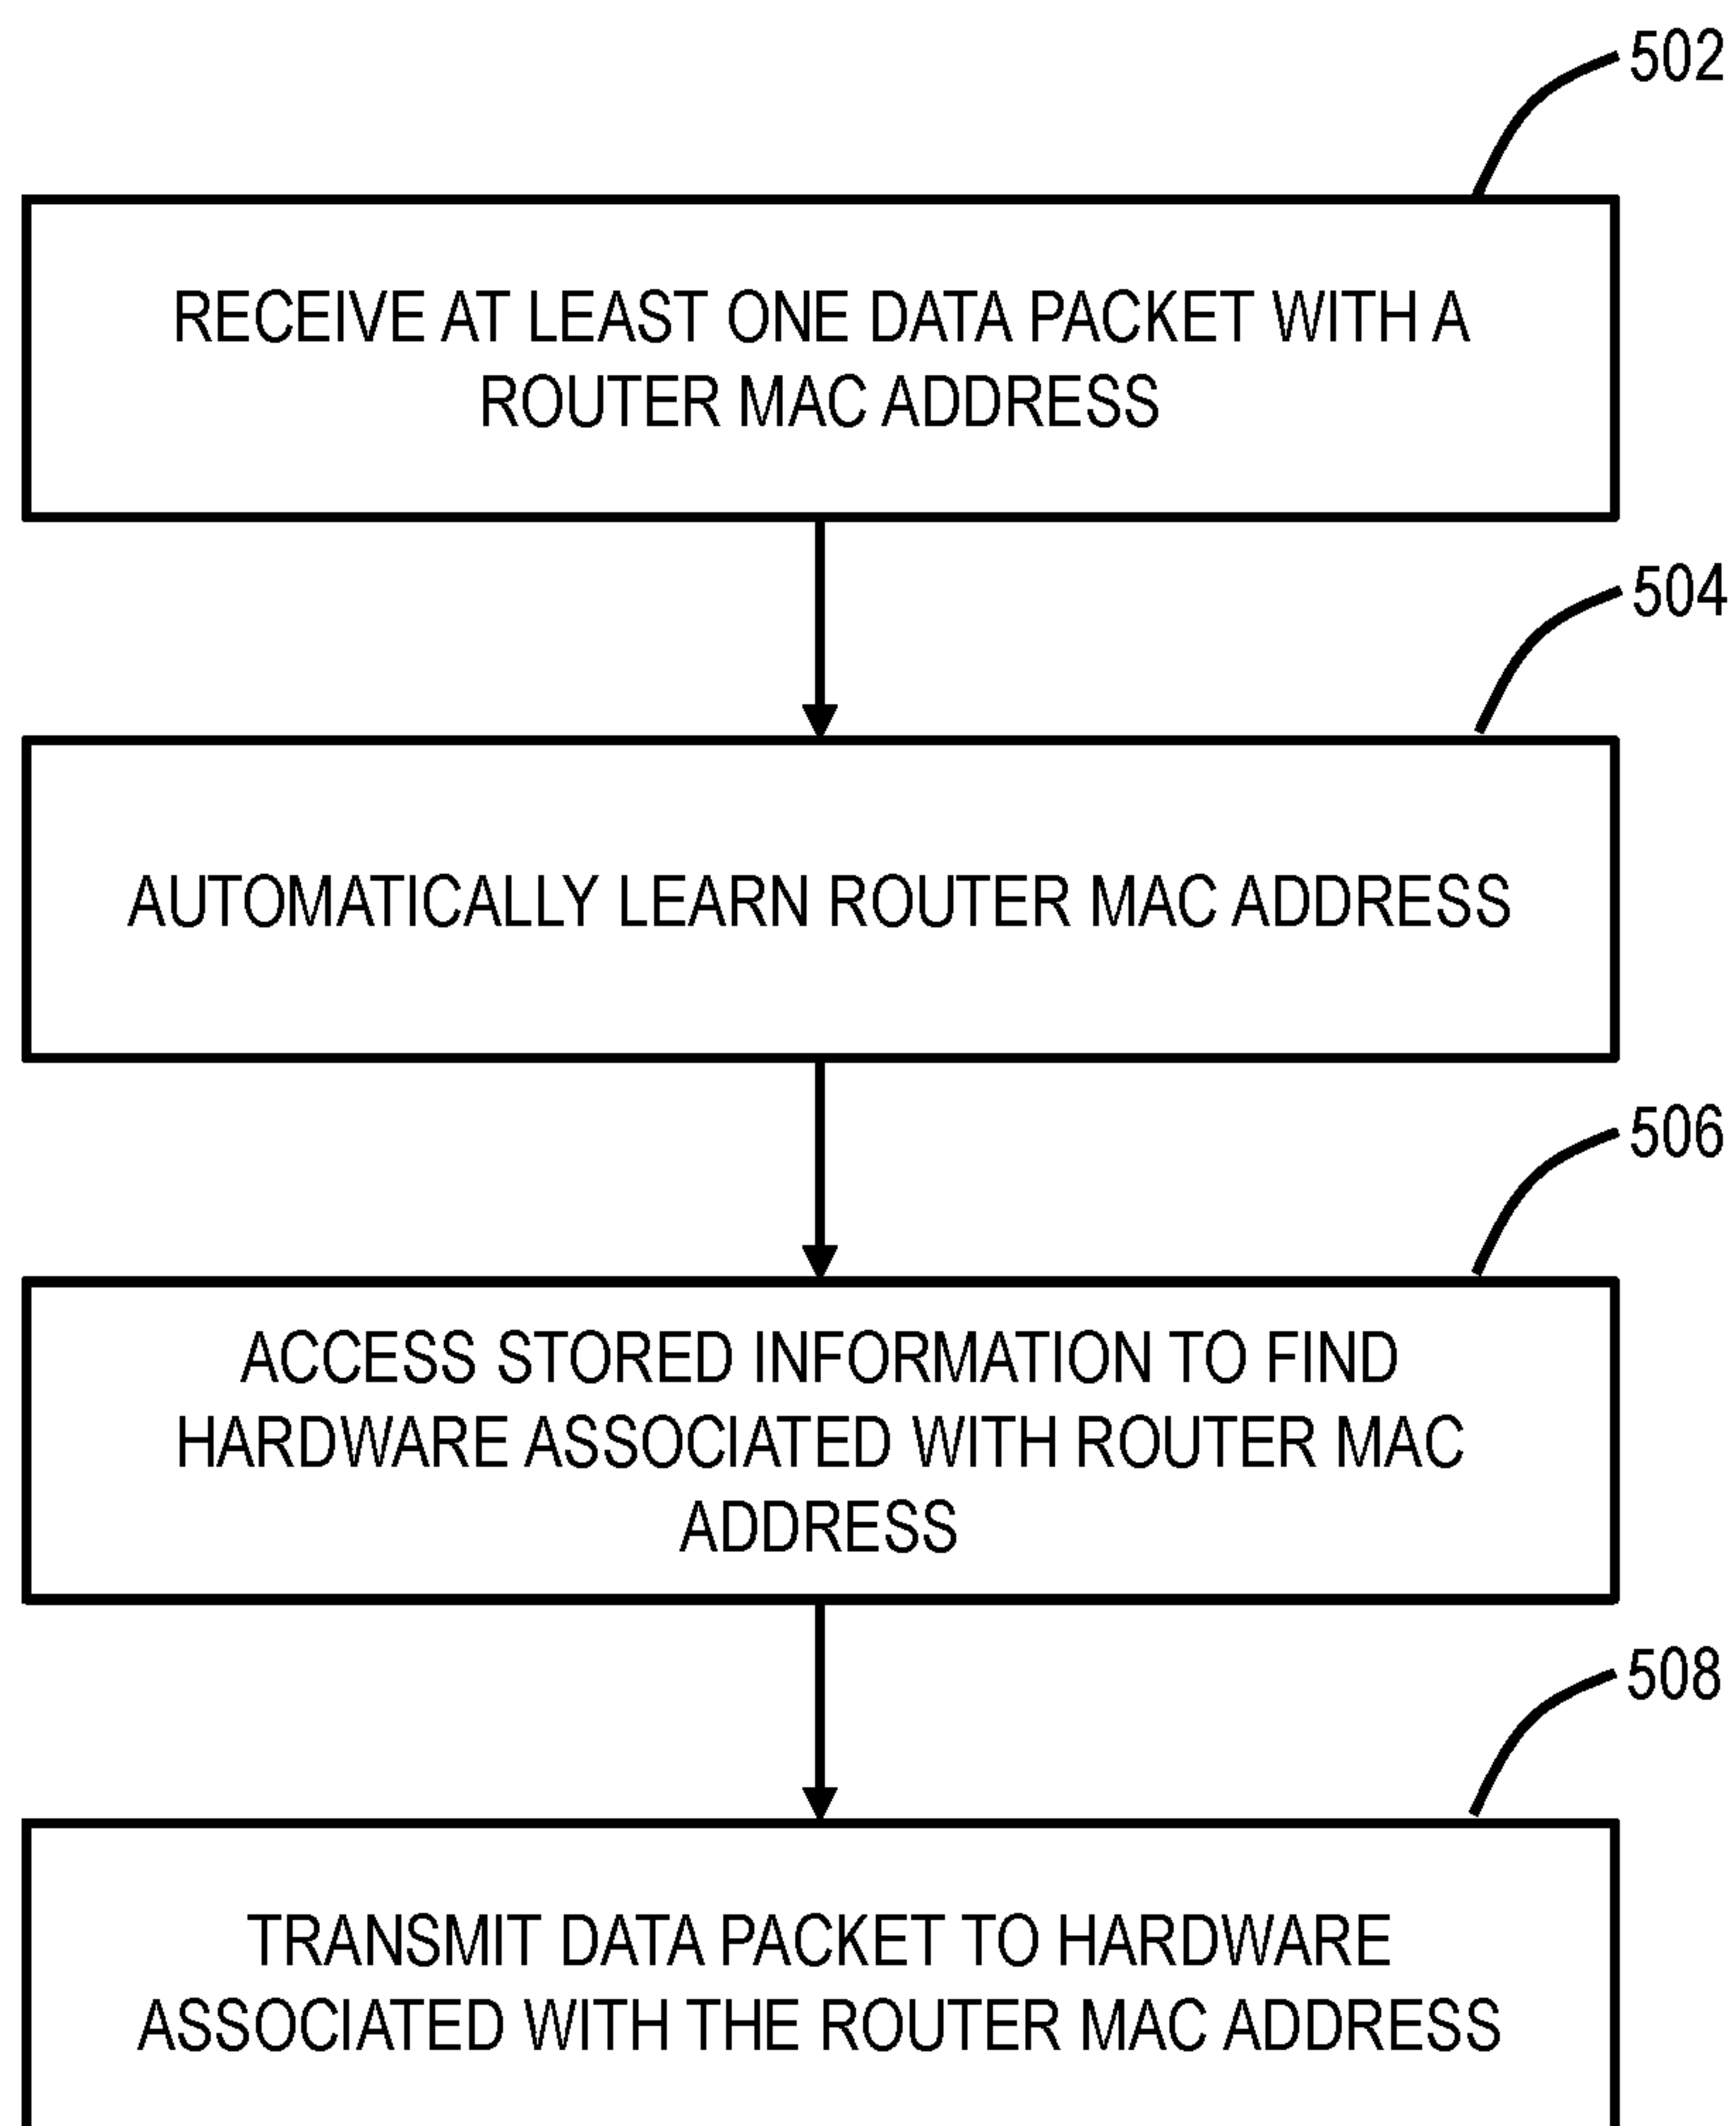 502
RECEIVE AT LEAST ONE DATA PACKET WITH A
ROUTER MAC ADDRESS
504
AUTOMATICALLY LEARN ROUTER MAC ADDRESS
506
ACCESS STORED INFORMATION TO FIND
HARDWARE ASSOCIATED WITH ROUTER MAC
ADDRESS
508
TRANSMIT DATA PACKET TO HARDWARE
ASSOCIATED WITH THE ROUTER MAC ADDRESS